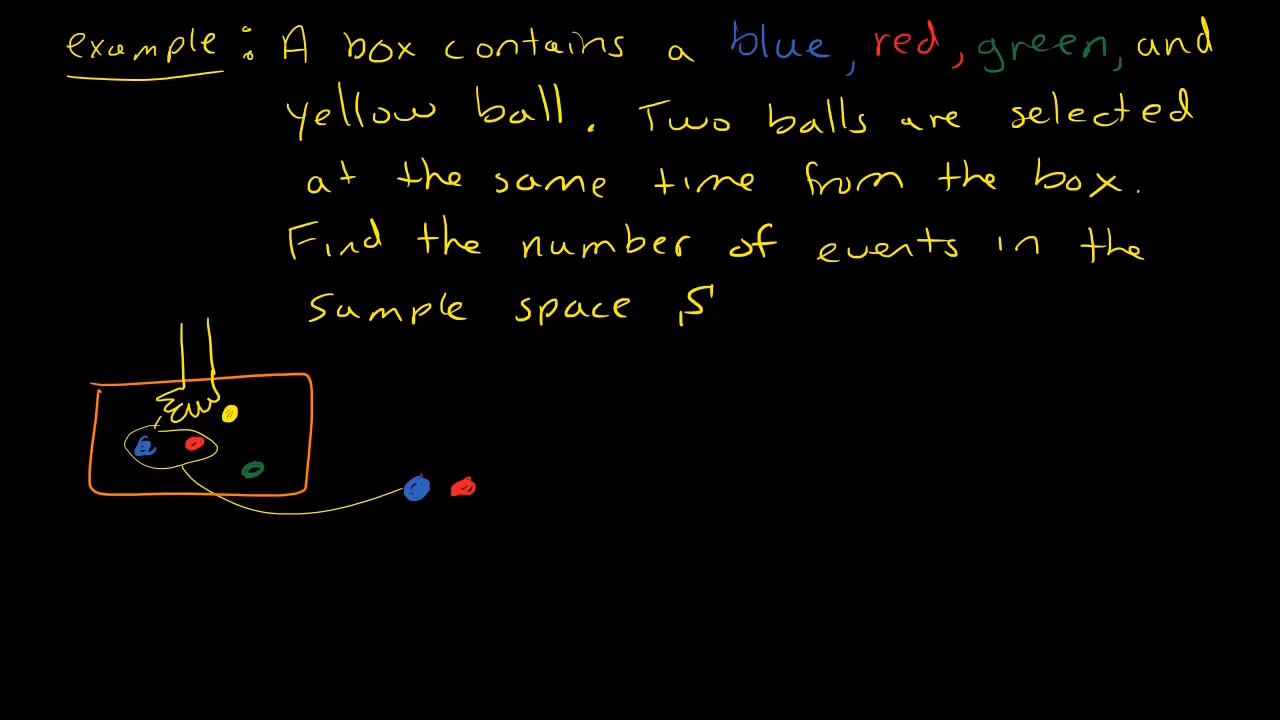 example: A box contains a blue, red, green, and
yellow ball. Two balls are selected
at the same time from the box.
Find the number of events in the
sample space S